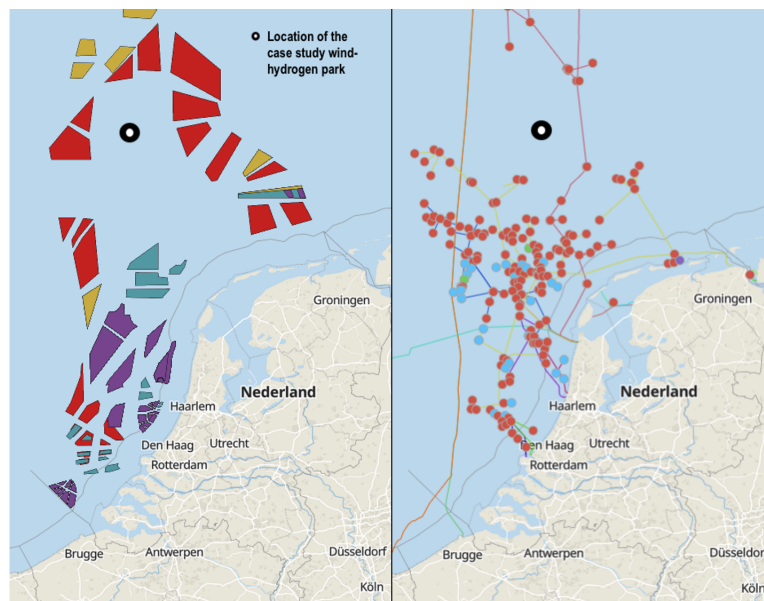 Location of the
case study wind-
hydrogen park
Groningen
Nederland
Haarlem
Den Haag
Utrecht
Rotterdam
Brugge
Antwerpen
Düsseldorf
Köln
Groningen
Nederland
Haarlem
Den Haag
Utrecht
Rotterdam
Brugge
Antwerpen
Düssel
Köln